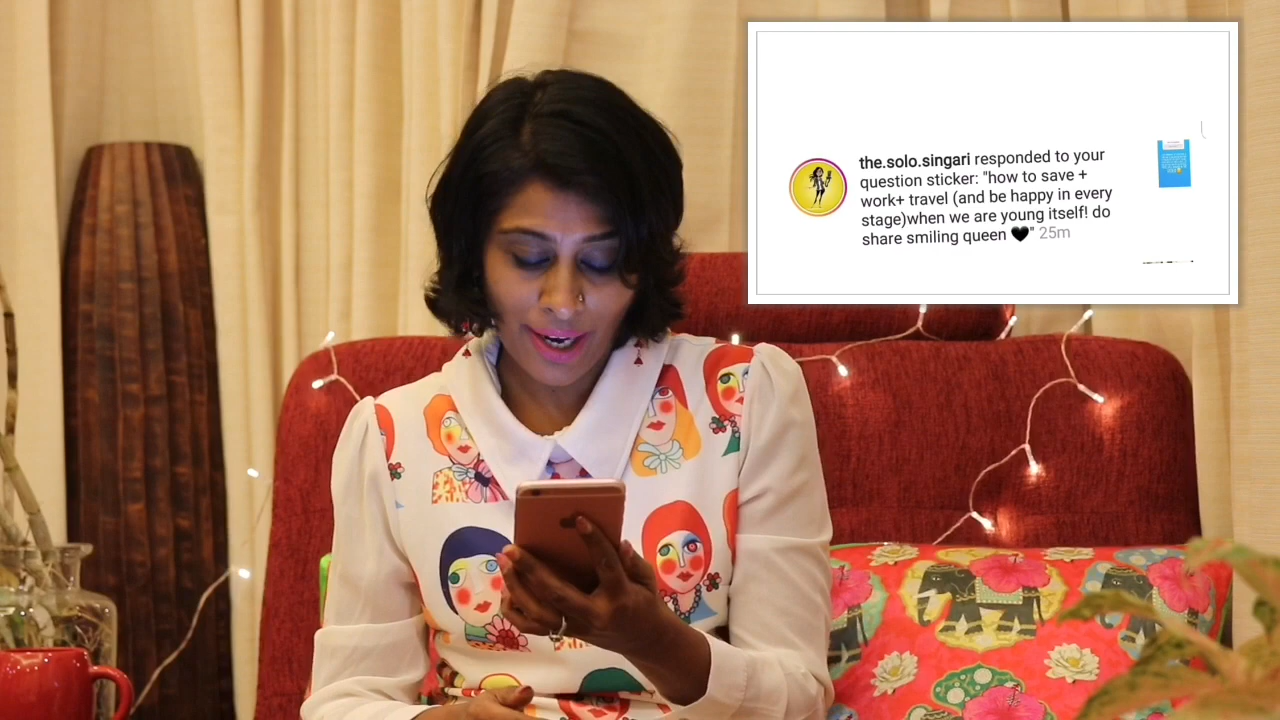 the.solo.singari responded to your
question sticker: "how to save +
work+ travel (and be happy in every
stage)when we are young itself! do
share smiling queen 🖤" 25m